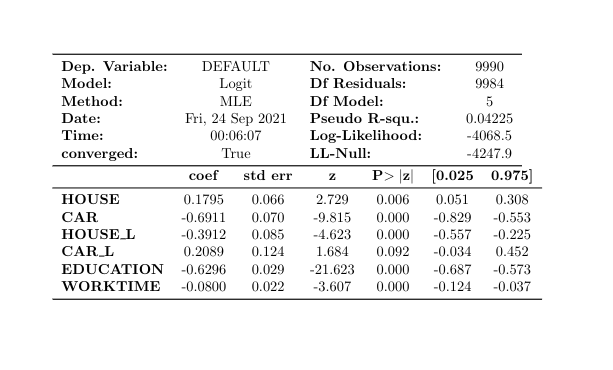 Dep. Variable: DEFAULT No. Observations: 9990
Model: Logit Df Residuals: 9984
Method: MLE Df Model: 5
Date: Fri, 24 Sep 2021 Pseudo R-squ.: 0.04225
Time: 00:06:07 Log-Likelihood: -4068.5
converged: True LL-Null: -4247.9
coef std err z P> |z| [0.025 0.975]
HOUSE 0.1795 0.066 2.729 0.006 0.051 0.308
CAR -0.6911 0.070 -9.815 0.000 -0.829 -0.553
HOUSE_L -0.3912 0.085 -4.623 0.000 -0.557 -0.225
CAR_L 0.2089 0.124 1.684 0.092 -0.034 0.452
EDUCATION -0.6296 0.029 -21.623 0.000 -0.687 -0.573
WORKTIME -0.0800 0.022 -3.607 0.000 -0.124 -0.037